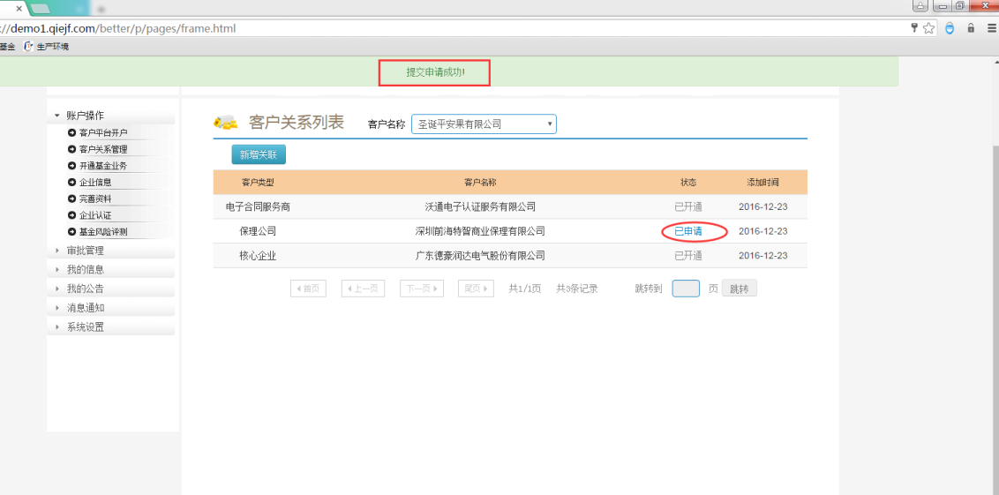 ://demo1.qiejf.com/better/p/pages/frame.html
基金 生产环境
提交申请成功!
账户操作
客户平台开户
客户关系管理
开通基金业务
企业信息
完善资料
企业认证
基金风险评测
审批管理
我的信息
我的公告
消息通知
系统设置
客户关系列表 客户名称 圣诞平安果有限公司
新增关联
客户类型 客户名称 状态 添加时间
电子合同服务商 沃通电子认证服务有限公司 已开通 2016-12-23
保理公司 深圳前海特智商业保理有限公司 已申请 2016-12-23
核心企业 广东德豪润达电气股份有限公司 已开通 2016-12-23
首页 上一页 下一页 尾页 共1/1页 共3条记录 跳转到 页 跳转